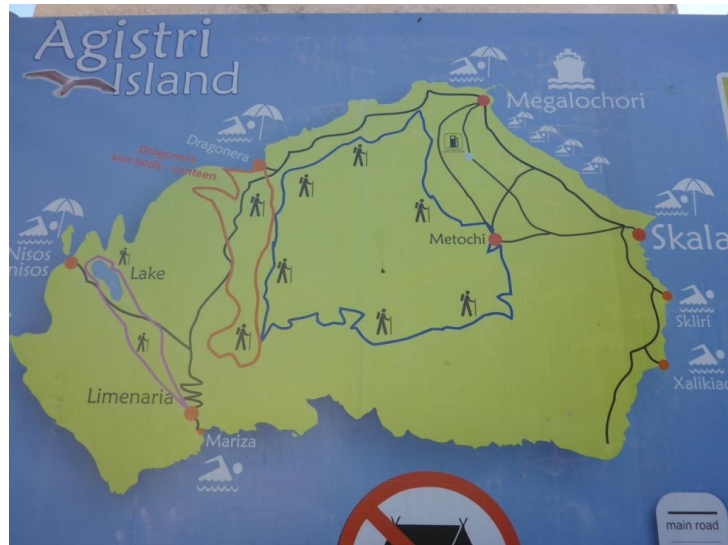 Agistri
Island
Megalochori
Dragonera
Dragonera
sun beds - canteen
Metochi
Skala
Nisos
nisos
Lake
Skliri
Xalikiad
Limenaria
Mariza
main road